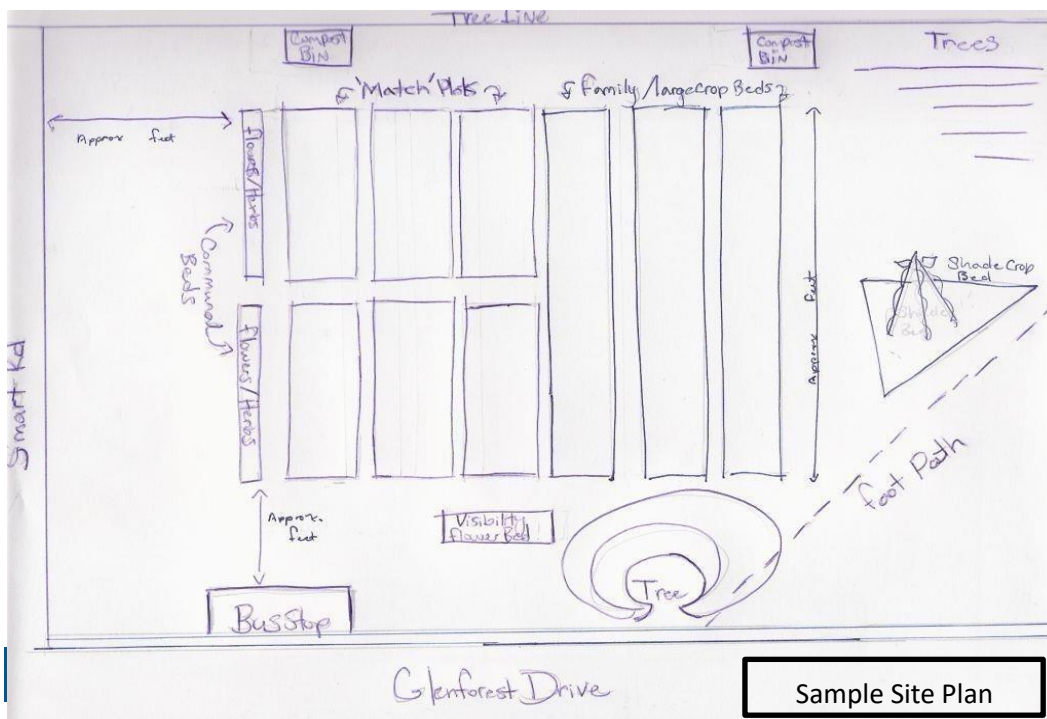 Tree Line
Compost
Bin
Compost
Bin
Trees
'Match' Plots
Family/large crop Beds
Approx feet
flowers/Herbs
Communal
Beds
flowers/Herbs
Approx feet
Shade Crop
Bed
Shade
Bed
Smart Rd
foot Path
Approx.
feet
Visibility
flower Bed
Tree
Bus Stop
Glenforest Drive
Sample Site Plan